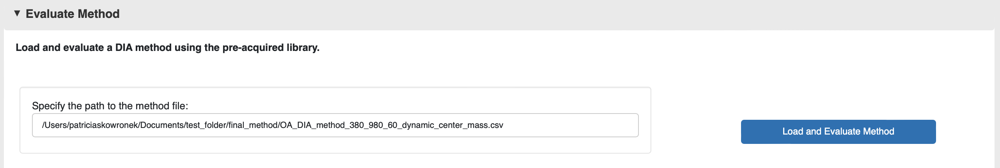 ▼ Evaluate Method
Load and evaluate a DIA method using the pre-acquired library.
Specify the path to the method file:
/Users/patriciaskowronek/Documents/test_folder/final_method/OA_DIA_method_380_980_60_dynamic_center_mass.csv
Load and Evaluate Method